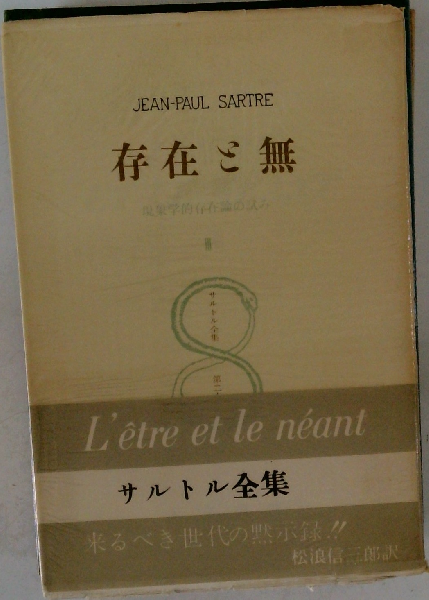 JEAN-PAUL SARTRE
存在と無
現象学的存在論の試み
サルトル全集
第二
L'être et le néant
サルトル全集
来るべき世代の黙示録!!
松浪信三郎訳